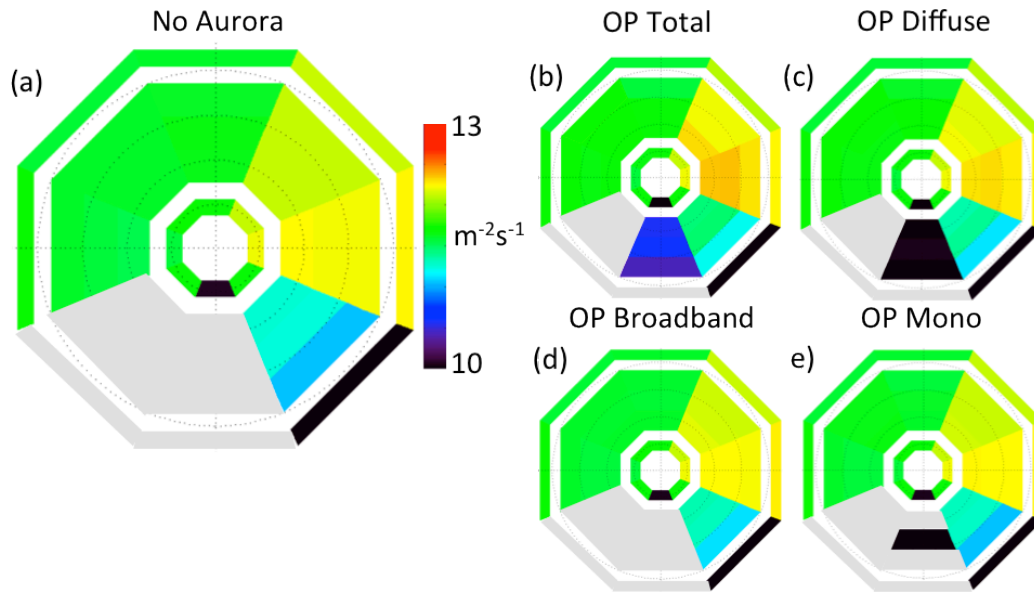 No Aurora
OP Total
OP Diffuse
(a)
(b)
(c)
13
m⁻²s⁻¹
10
OP Broadband
OP Mono
(d)
e)